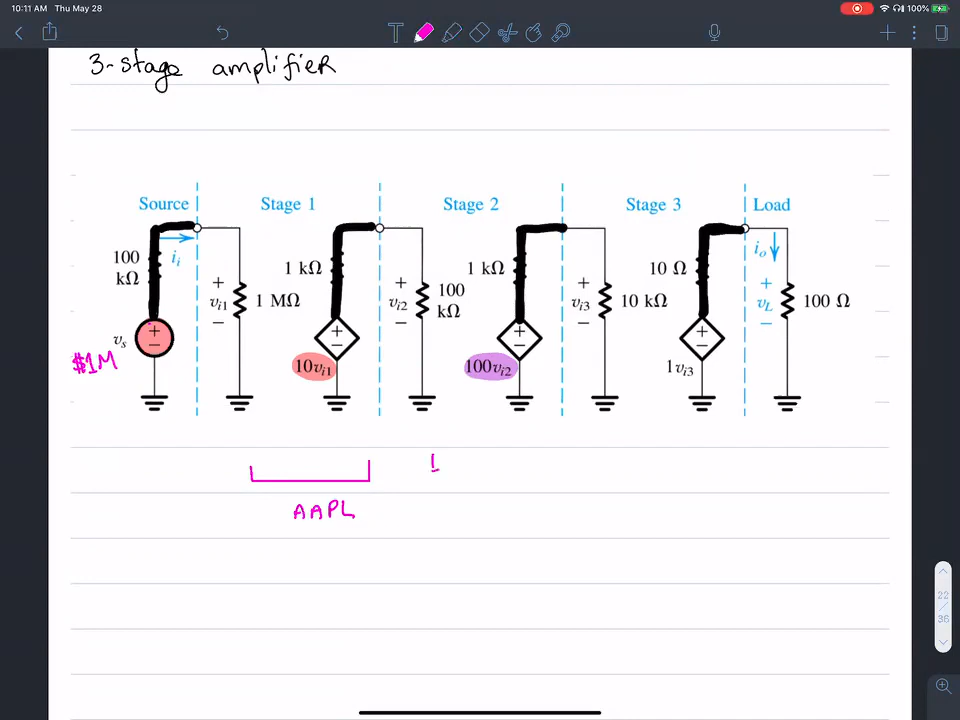 10:11 AM Thu May 28
100%
3-stage amplifier
Source
Stage 1
Stage 2
Stage 3
Load
100 kΩ
i_i
+ v_i1 −
1 MΩ
1 kΩ
+ v_i2 −
100 kΩ
1 kΩ
+ v_i3 −
10 kΩ
10 Ω
i_o
+ v_L −
100 Ω
v_s
+ −
$1M
+ −
10v_i1
+ −
100v_i2
+ −
1v_i3
AAPL
22 / 36